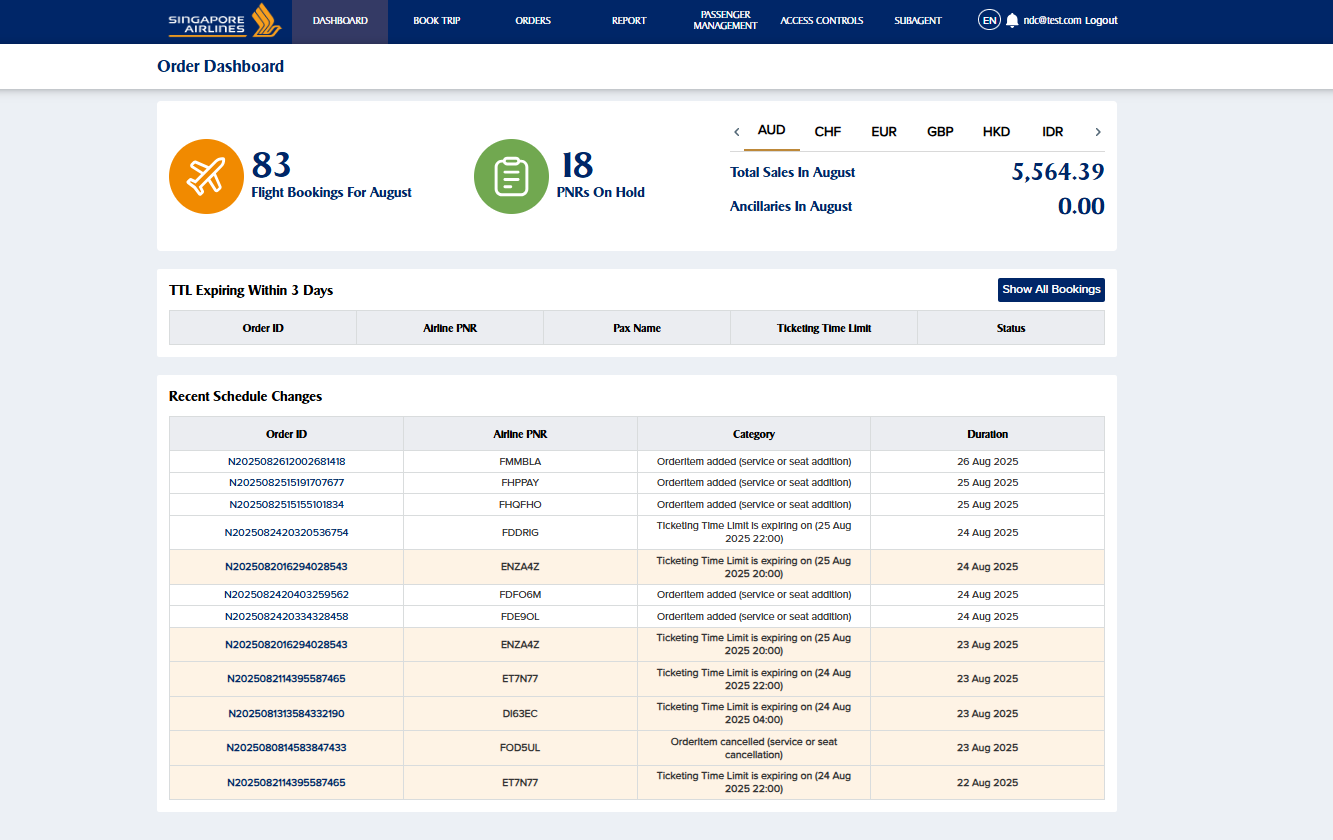 SINGAPORE
AIRLINES
DASHBOARD
BOOK TRIP
ORDERS
REPORT
PASSENGER
MANAGEMENT
ACCESS CONTROLS
SUBAGENT
EN
ndc@test.com Logout
Order Dashboard
83
Flight Bookings For August
18
PNRs On Hold
AUD CHF EUR GBP HKD IDR
Total Sales In August 5,564.39
Ancillaries In August 0.00
TTL Expiring Within 3 Days
Show All Bookings
Order ID Airline PNR Pax Name Ticketing Time Limit Status
Recent Schedule Changes
Order ID Airline PNR Category Duration
N2025082612002681418 FMMBLA OrderItem added (service or seat addition) 26 Aug 2025
N2025082515191707677 FHPPAY OrderItem added (service or seat addition) 25 Aug 2025
N2025082515155101834 FHQFHO OrderItem added (service or seat addition) 25 Aug 2025
N2025082420320536754 FDDRIG Ticketing Time Limit is expiring on (25 Aug
2025 22:00) 24 Aug 2025
N2025082016294028543 ENZA4Z Ticketing Time Limit is expiring on (25 Aug
2025 20:00) 24 Aug 2025
N2025082420403259562 FDFO6M OrderItem added (service or seat addition) 24 Aug 2025
N2025082420334328458 FDE9OL OrderItem added (service or seat addition) 24 Aug 2025
N2025082016294028543 ENZA4Z Ticketing Time Limit is expiring on (25 Aug
2025 20:00) 23 Aug 2025
N2025082114395587465 ET7N77 Ticketing Time Limit is expiring on (24 Aug
2025 22:00) 23 Aug 2025
N2025081313584332190 DI63EC Ticketing Time Limit is expiring on (24 Aug
2025 04:00) 23 Aug 2025
N2025080814583847433 FOD5UL OrderItem cancelled (service or seat
cancellation) 23 Aug 2025
N2025082114395587465 ET7N77 Ticketing Time Limit is expiring on (24 Aug
2025 22:00) 22 Aug 2025